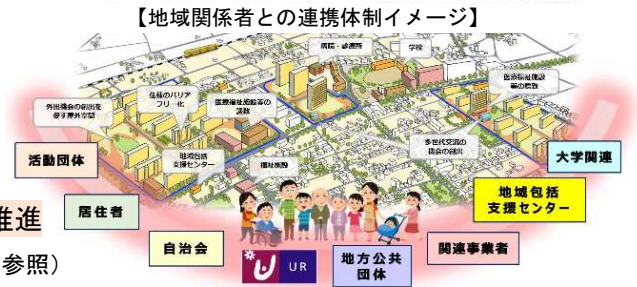 【地域関係者との連携体制イメージ】
病院・診療所
学校
医療福祉施設
等の誘致
住棟のバリア
フリー化
外出機会の創出を
促す屋外空間
医療福祉施設等の
誘致
地域包括
支援センター
福祉施設
多世代交流の
機会の創出
活動団体
大学関連
地域包括
支援センター
居住者
推進
自治会
関連事業者
参照）
UR
地方公共
団体